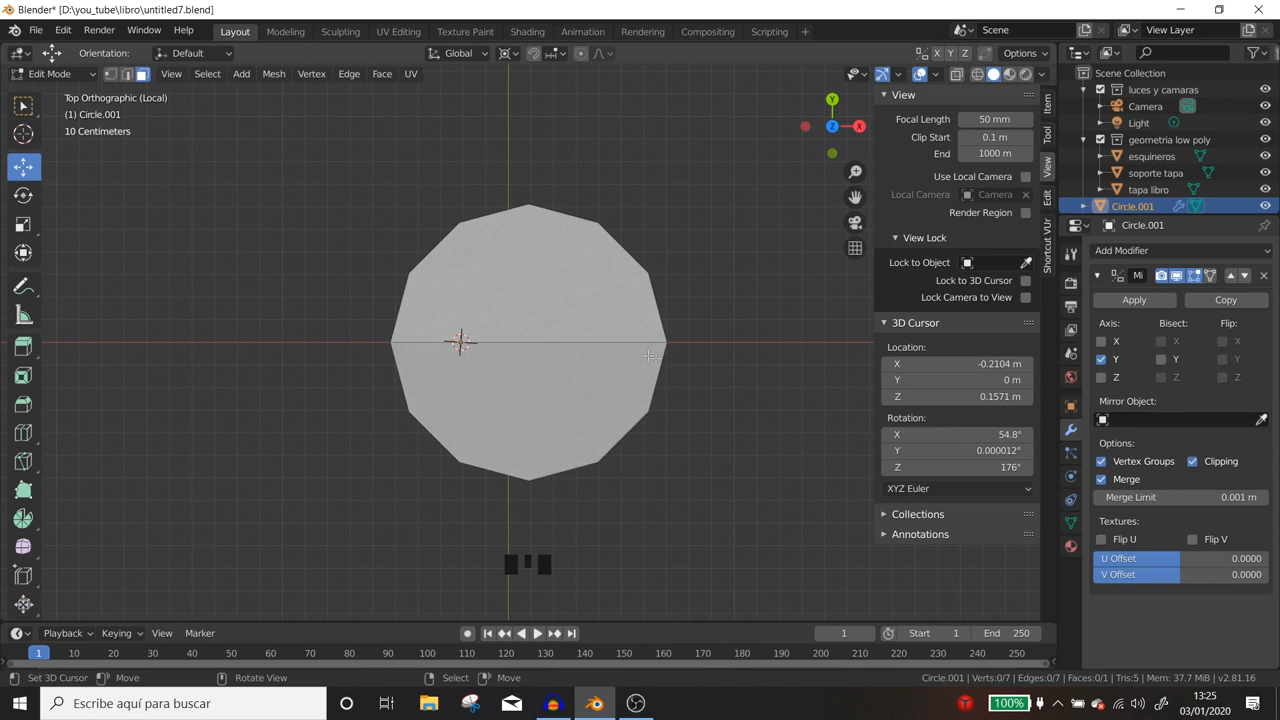 Blender* [D:\you_tube\libro\untitled7.blend]
File Edit Render Window Help Layout Modeling Sculpting UV Editing Texture Paint Shading Animation Rendering Compositing Scripting + Scene View Layer
Orientation: Default Global X Y Z Options
Edit Mode View Select Add Mesh Vertex Edge Face UV
Top Orthographic (Local)
(1) Circle.001
10 Centimeters
Y
Z X
View
Focal Length 50 mm
Clip Start 0.1 m
End 1000 m
Use Local Camera
Local Camera Camera
Render Region
View Lock
Lock to Object
Lock to 3D Cursor
Lock Camera to View
3D Cursor
Location:
X -0.2104 m
Y 0 m
Z 0.1571 m
Rotation:
X 54.8°
Y 0.000012°
Z 176°
XYZ Euler
Collections
Annotations
Item
Tool
View
Edit
Shortcut VUr
Scene Collection
luces y camaras
Camera
Light
geometria low poly
esquineros
soporte tapa
tapa libro
Circle.001
Circle.001
Add Modifier
Mi
Apply Copy
Axis: Bisect: Flip:
X X X
Y Y Y
Z Z Z
Mirror Object:
Options:
Vertex Groups Clipping
Merge
Merge Limit 0.001 m
Textures:
Flip U Flip V
U Offset 0.0000
V Offset 0.0000
Playback Keying View Marker 1 Start 1 End 250
1 10 20 30 40 50 60 70 80 90 100 110 120 130 140 150 160 170 180 190 200 210 220 230 240 250
Set 3D Cursor Move Rotate View Select Move Circle.001 | Verts:0/7 | Edges:0/7 | Faces:0/1 | Tris:5 | Mem: 37.7 MiB | v2.81.16
Escribe aquí para buscar 100% 13:25
03/01/2020